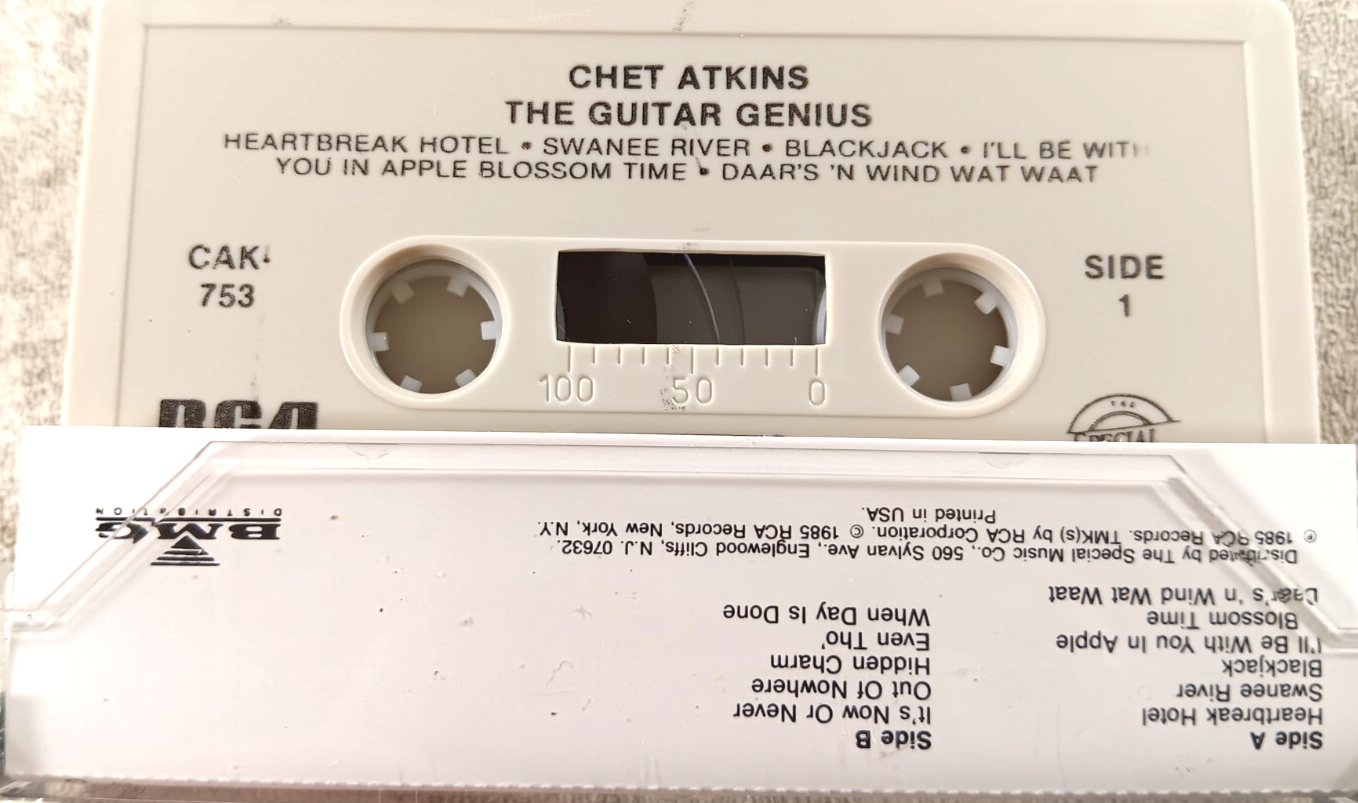 CHET ATKINS
THE GUITAR GENIUS
HEARTBREAK HOTEL • SWANEE RIVER • BLACKJACK • I'LL BE WITH
YOU IN APPLE BLOSSOM TIME • DAAR'S 'N WIND WAT WAAT
CAK-
753
SIDE
1
100 50 0
RCA
THE
SPECIAL
Side A
Heartbreak Hotel
Swanee River
Blackjack
I'll Be With You In Apple
Blossom Time
Daar's 'n Wind Wat Waat
Side B
It's Now Or Never
Out Of Nowhere
Hidden Charm
Even Tho'
When Day Is Done
Distributed by The Special Music Co., 560 Sylvan Ave., Englewood Cliffs, N.J. 07632.
℗ 1985 RCA Records. TMK(s) by RCA Corporation. © 1985 RCA Records, New York, N.Y.
Printed in USA.
BMG
DISTRIBUTION